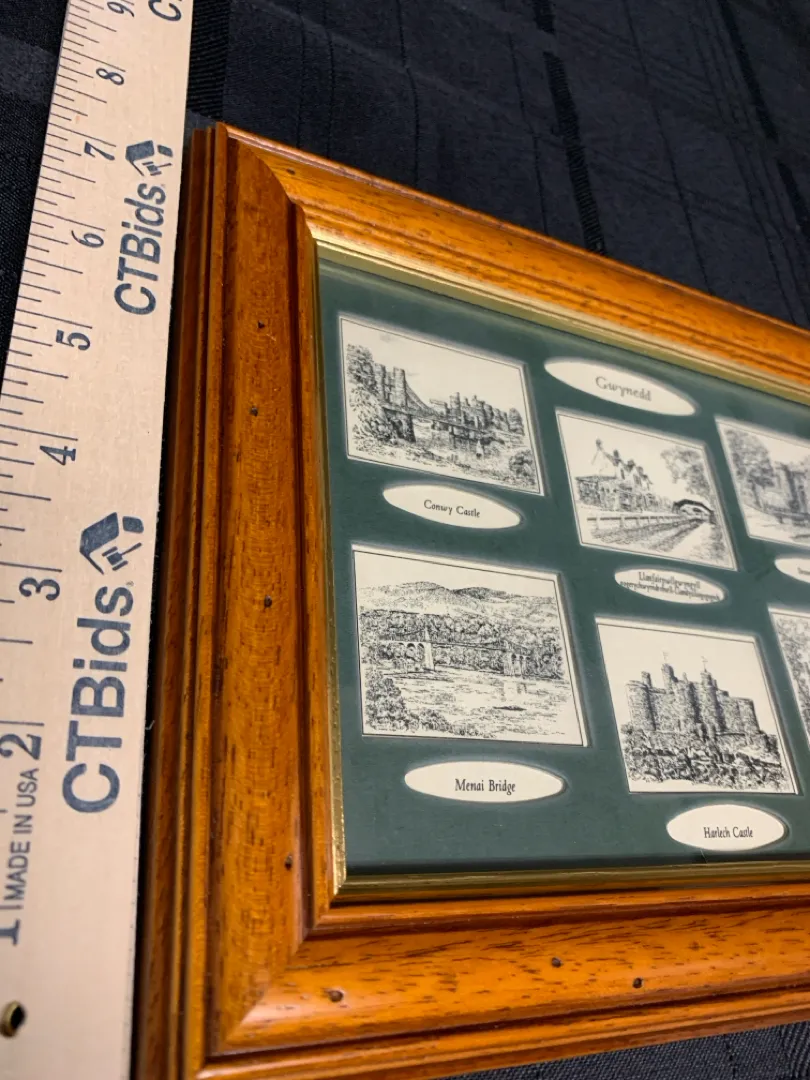 9
8
7
6
5
4
3
2
1
CTBids
CTBids
MADE IN USA
Gwynedd
Conwy Castle
Menai Bridge
Harlech Castle